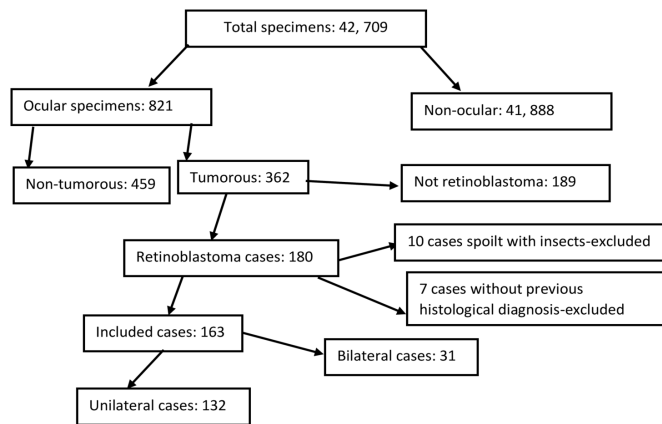 Total specimens: 42, 709
Ocular specimens: 821
Non-ocular: 41, 888
Non-tumorous: 459
Tumorous: 362
Not retinoblastoma: 189
10 cases spoilt with insects-excluded
Retinoblastoma cases: 180
7 cases without previous
histological diagnosis-excluded
Included cases: 163
Bilateral cases: 31
Unilateral cases: 132